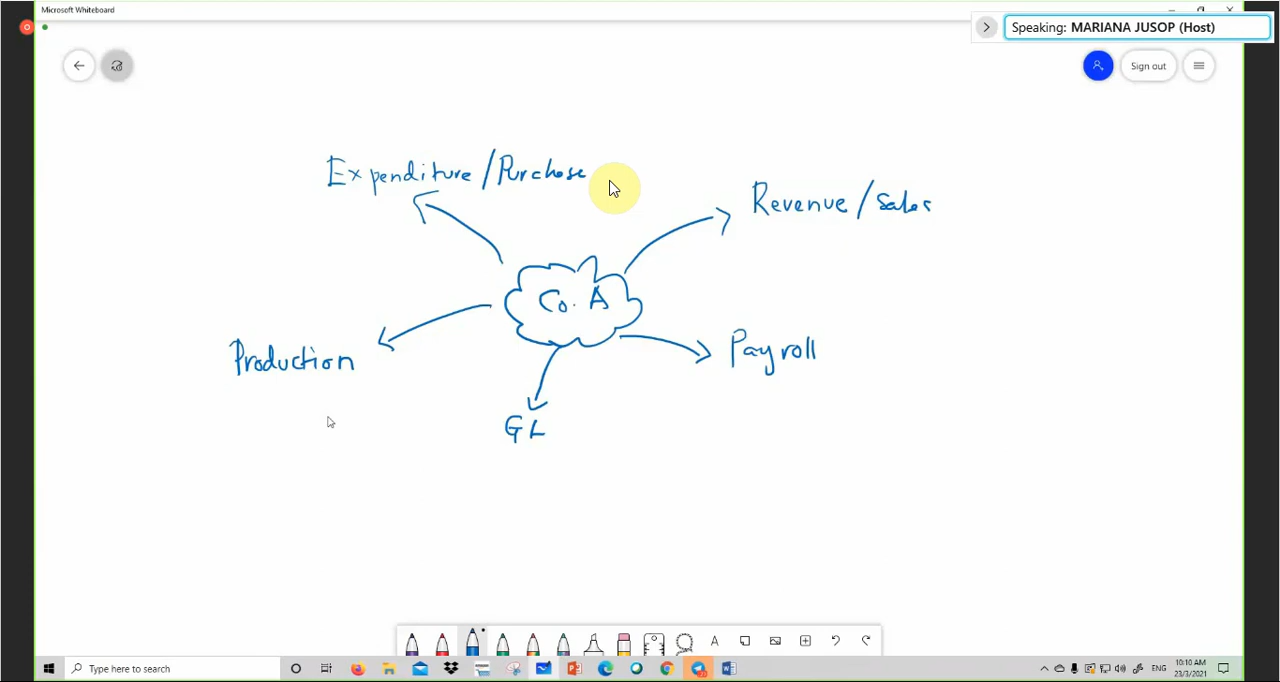 Microsoft Whiteboard
Speaking: MARIANA JUSOP (Host)
Sign out
Expenditure/Purchase
Revenue/Sales
Co. A
Production
Payroll
GL
A
Type here to search
ENG
10:10 AM
23/3/2021